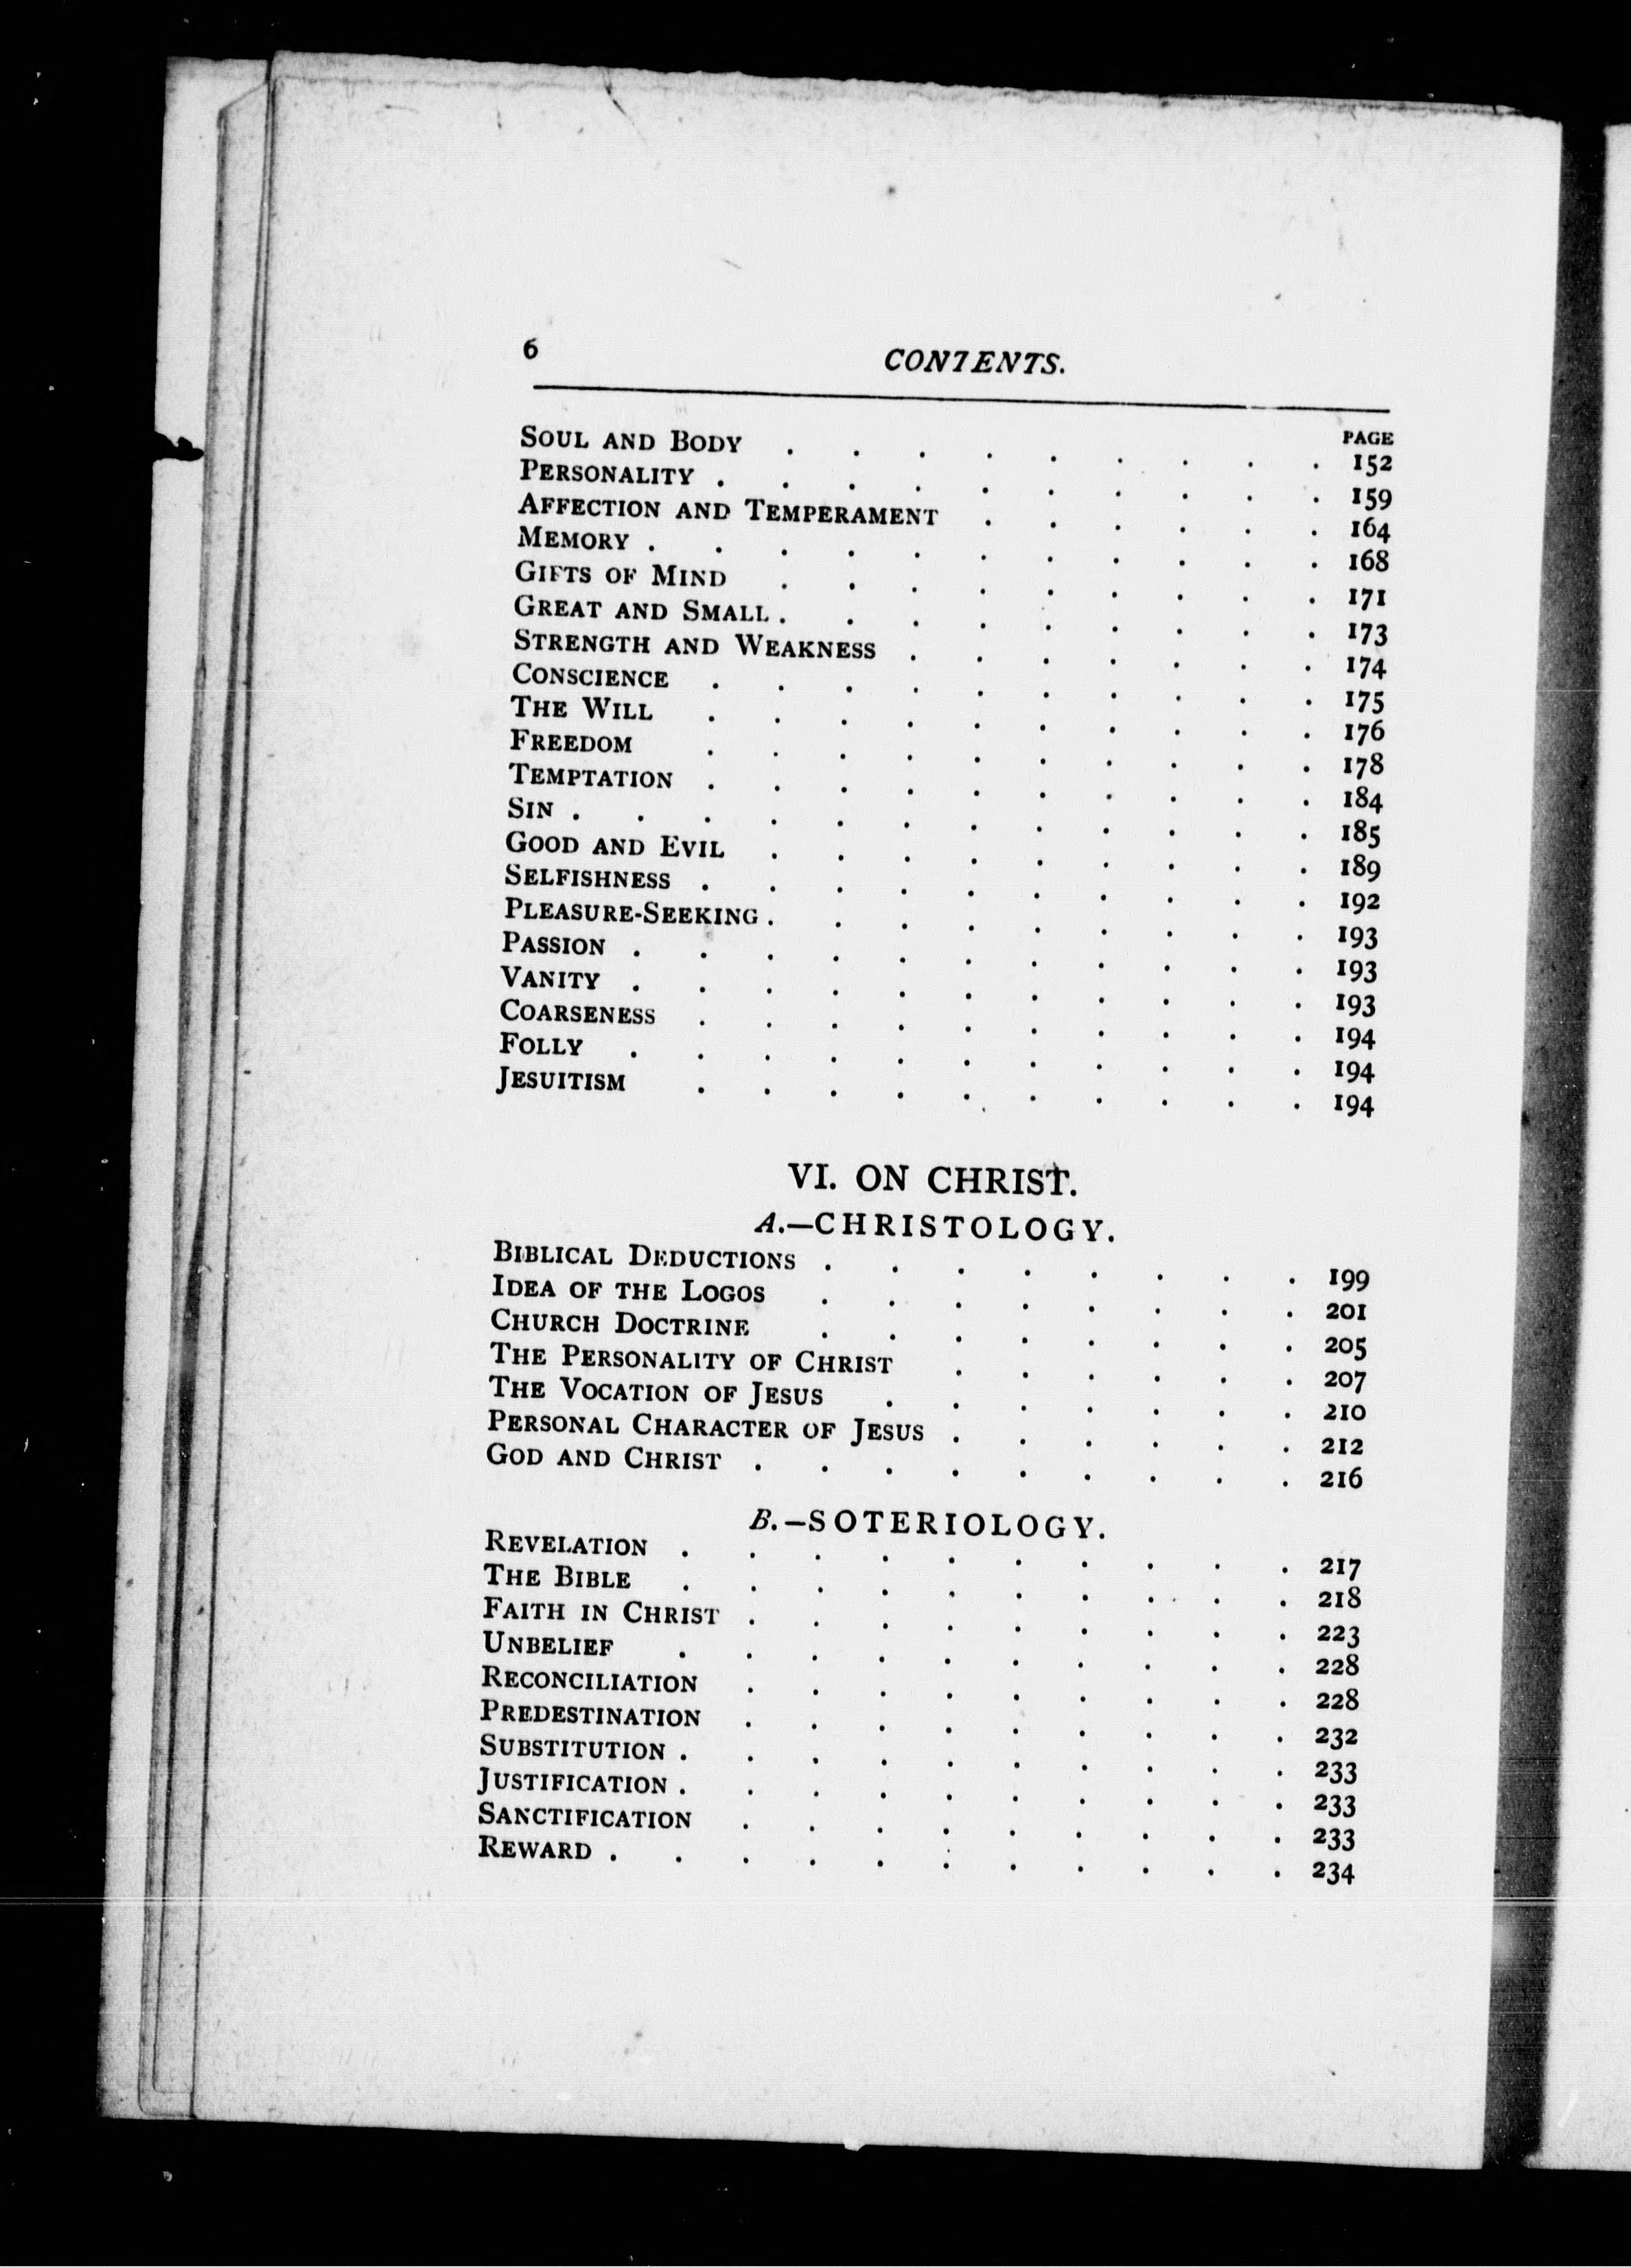 6 CONTENTS.
PAGE
SOUL AND BODY . . . . . . . . . 152
PERSONALITY . . . . . . . . . . 159
AFFECTION AND TEMPERAMENT . . . . . . 164
MEMORY . . . . . . . . . . . 168
GIFTS OF MIND . . . . . . . . . 171
GREAT AND SMALL . . . . . . . . . 173
STRENGTH AND WEAKNESS . . . . . . . 174
CONSCIENCE . . . . . . . . . . 175
THE WILL . . . . . . . . . . 176
FREEDOM . . . . . . . . . . 178
TEMPTATION . . . . . . . . . . 184
SIN . . . . . . . . . . . . 185
GOOD AND EVIL . . . . . . . . . 189
SELFISHNESS . . . . . . . . . . 192
PLEASURE-SEEKING . . . . . . . . . 193
PASSION . . . . . . . . . . . 193
VANITY . . . . . . . . . . . 193
COARSENESS . . . . . . . . . . 194
FOLLY . . . . . . . . . . . 194
JESUITISM . . . . . . . . . . 194
VI. ON CHRIST.
A.—CHRISTOLOGY.
BIBLICAL DEDUCTIONS . . . . . . . . 199
IDEA OF THE LOGOS . . . . . . . . 201
CHURCH DOCTRINE . . . . . . . . 205
THE PERSONALITY OF CHRIST . . . . . . 207
THE VOCATION OF JESUS . . . . . . . 210
PERSONAL CHARACTER OF JESUS . . . . . . 212
GOD AND CHRIST . . . . . . . . . 216
B.—SOTERIOLOGY.
REVELATION . . . . . . . . . . 217
THE BIBLE . . . . . . . . . . 218
FAITH IN CHRIST . . . . . . . . . 223
UNBELIEF . . . . . . . . . . 228
RECONCILIATION . . . . . . . . . 228
PREDESTINATION . . . . . . . . . 232
SUBSTITUTION . . . . . . . . . . 233
JUSTIFICATION . . . . . . . . . . 233
SANCTIFICATION . . . . . . . . . 233
REWARD . . . . . . . . . . . 234